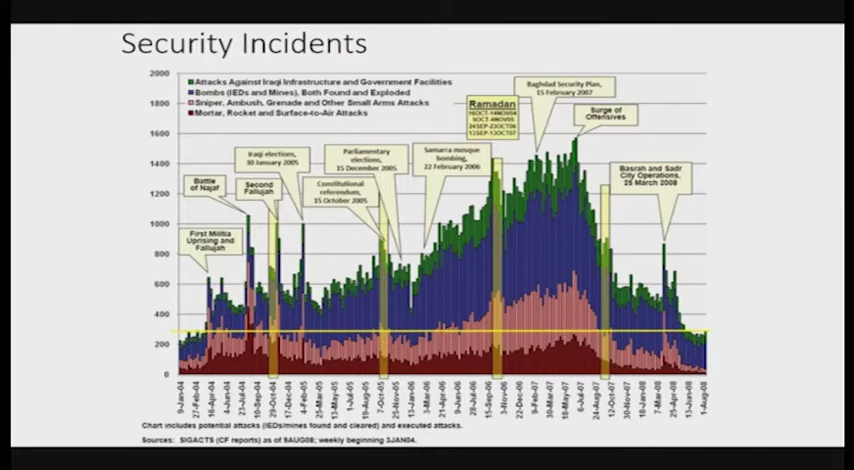 Security Incidents
2000
1800
1600
1400
1200
1000
800
600
400
200
0
Attacks Against Iraqi Infrastructure and Government Facilities
Bombs (IEDs and Mines), Both Found and Exploded
Sniper, Ambush, Grenade and Other Small Arms Attacks
Mortar, Rocket and Surface-to-Air Attacks
First Militia
Uprising and
Fallujah
Battle
of Najaf
Second
Fallujah
Iraqi elections,
30 January 2005
Constitutional
referendum,
15 October 2005
Parliamentary
elections,
15 December 2005
Samarra mosque
bombing,
22 February 2006
Ramadan
16OCT-14NOV04
5OCT-4NOV05
24SEP-23OCT06
13SEP-13OCT07
Baghdad Security Plan,
15 February 2007
Surge of
Offensives
Basrah and Sadr
City Operations,
25 March 2008
9-Jan-04
27-Feb-04
16-Apr-04
4-Jun-04
23-Jul-04
10-Sep-04
29-Oct-04
17-Dec-04
4-Feb-05
25-Mar-05
13-May-05
1-Jul-05
19-Aug-05
7-Oct-05
25-Nov-05
13-Jan-06
3-Mar-06
21-Apr-06
9-Jun-06
28-Jul-06
15-Sep-06
3-Nov-06
22-Dec-06
9-Feb-07
30-Mar-07
18-May-07
6-Jul-07
24-Aug-07
12-Oct-07
30-Nov-07
18-Jan-08
7-Mar-08
25-Apr-08
13-Jun-08
1-Aug-08
Chart includes potential attacks (IEDs/mines found and cleared) and executed attacks.
Sources: SIGACTS (CF reports) as of 9AUG08; weekly beginning 3JAN04.